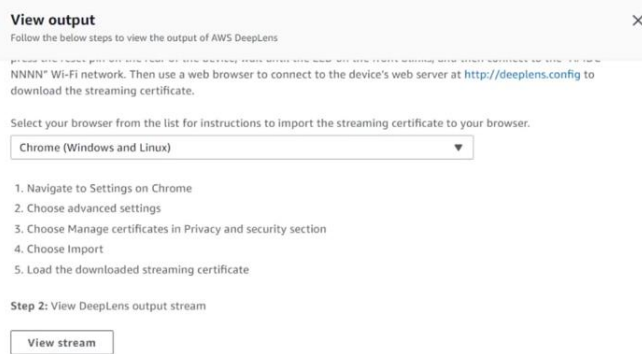 View output
Follow the below steps to view the output of AWS DeepLens
NNNN" Wi-Fi network. Then use a web browser to connect to the device's web server at http://deeplens.config to
download the streaming certificate.
Select your browser from the list for instructions to import the streaming certificate to your browser.
Chrome (Windows and Linux)
1. Navigate to Settings on Chrome
2. Choose advanced settings
3. Choose Manage certificates in Privacy and security section
4. Choose Import
5. Load the downloaded streaming certificate
Step 2: View DeepLens output stream
View stream